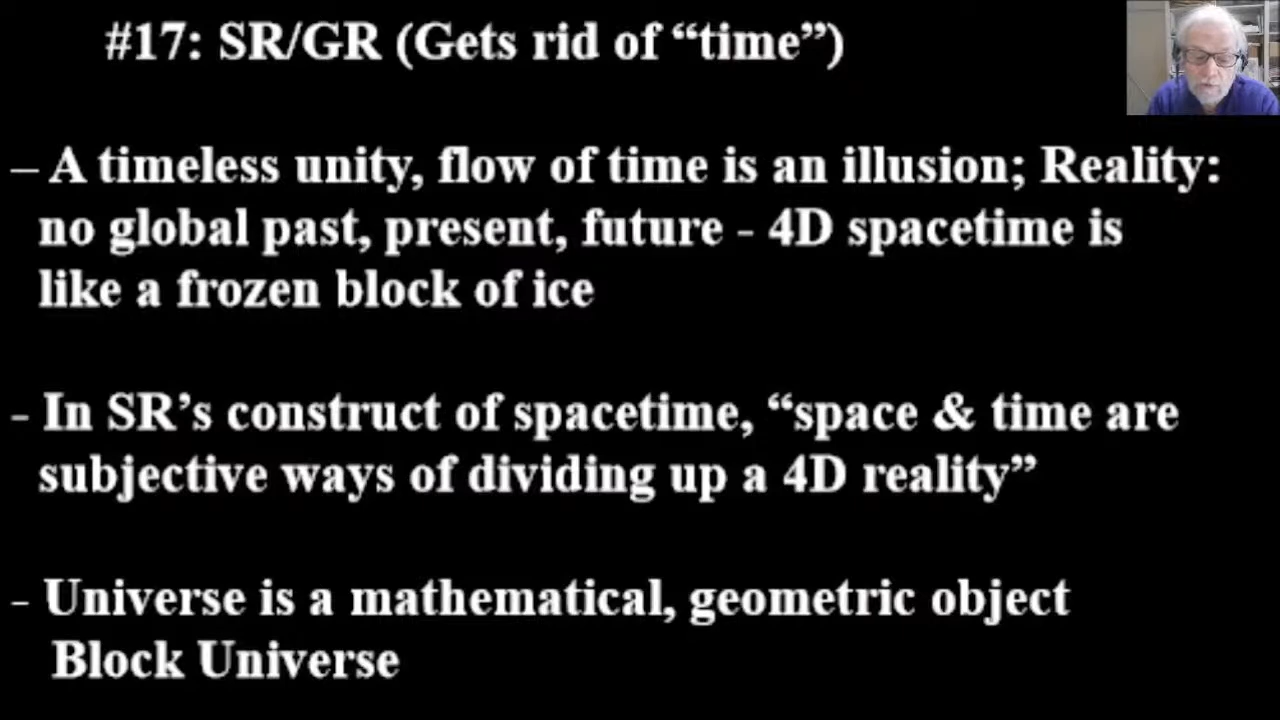 #17: SR/GR (Gets rid of “time”)
– A timeless unity, flow of time is an illusion; Reality:
no global past, present, future - 4D spacetime is
like a frozen block of ice
- In SR’s construct of spacetime, “space & time are
subjective ways of dividing up a 4D reality”
- Universe is a mathematical, geometric object
Block Universe